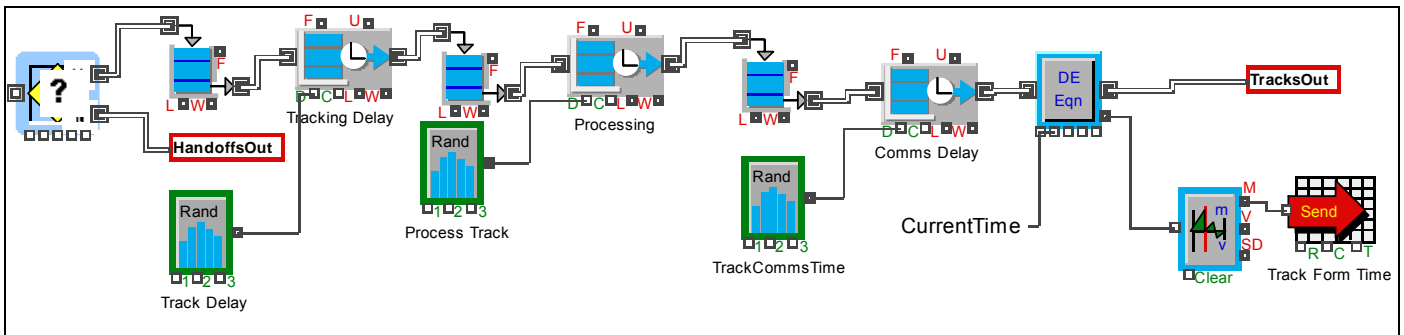 F
U
F
U
F
U
?
F
F
F
DE
Eqn
TracksOut
L W
D C L W
Tracking Delay
L W
D C L W
Processing
L W
D C L W
Comms Delay
HandoffsOut
Rand
1 2 3
Process Track
Rand
1 2 3
TrackCommsTime
Rand
1 2 3
Track Delay
CurrentTime
m
v
M
V
SD
Clear
Send
R C T
Track Form Time